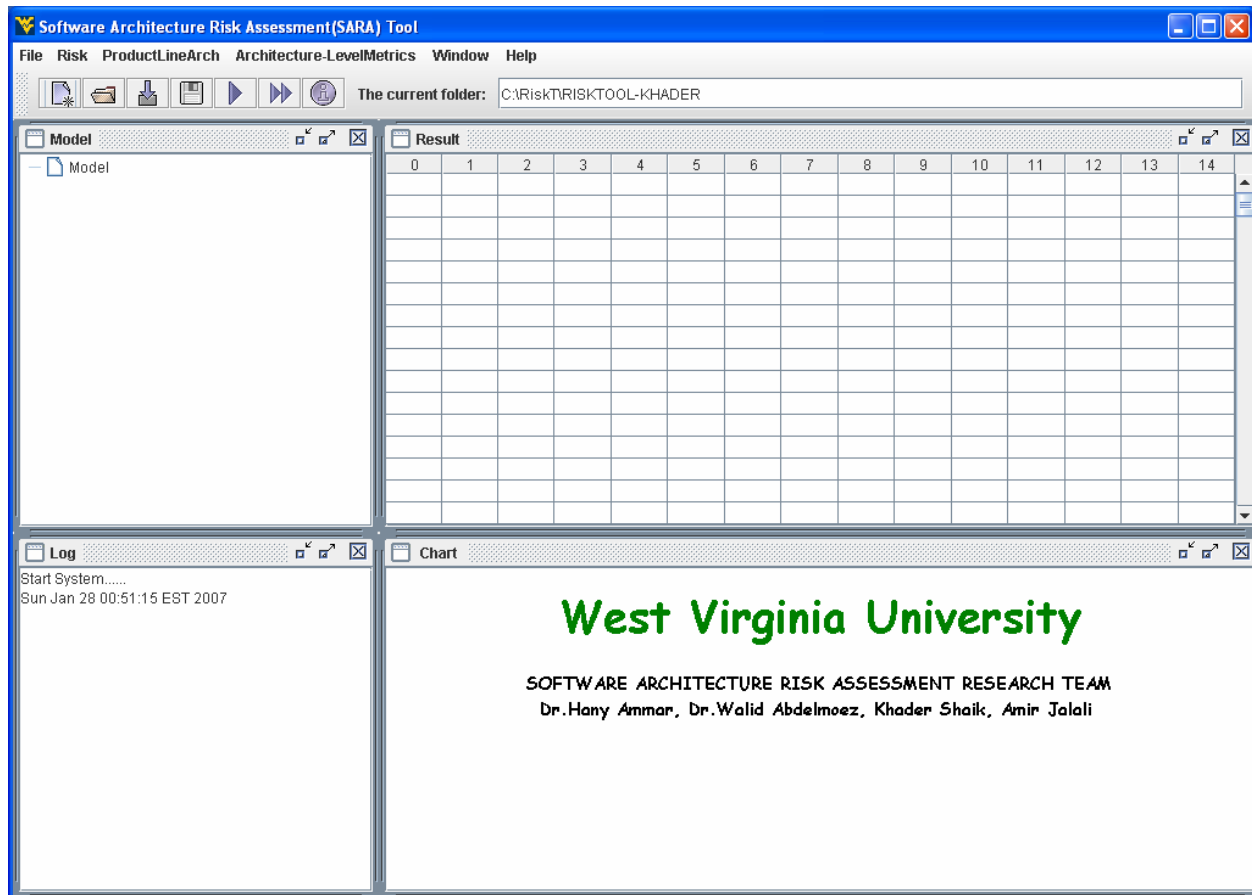 Software Architecture Risk Assessment(SARA) Tool
File Risk ProductLineArch Architecture-LevelMetrics Window Help
The current folder: C:\RiskT\RISKTOOL-KHADER
Model
Model
Result
0 1 2 3 4 5 6 7 8 9 10 11 12 13 14
Log
Start System......
Sun Jan 28 00:51:15 EST 2007
Chart
West Virginia University
SOFTWARE ARCHITECTURE RISK ASSESSMENT RESEARCH TEAM
Dr.Hany Ammar, Dr.Walid Abdelmoez, Khader Shaik, Amir Jalali